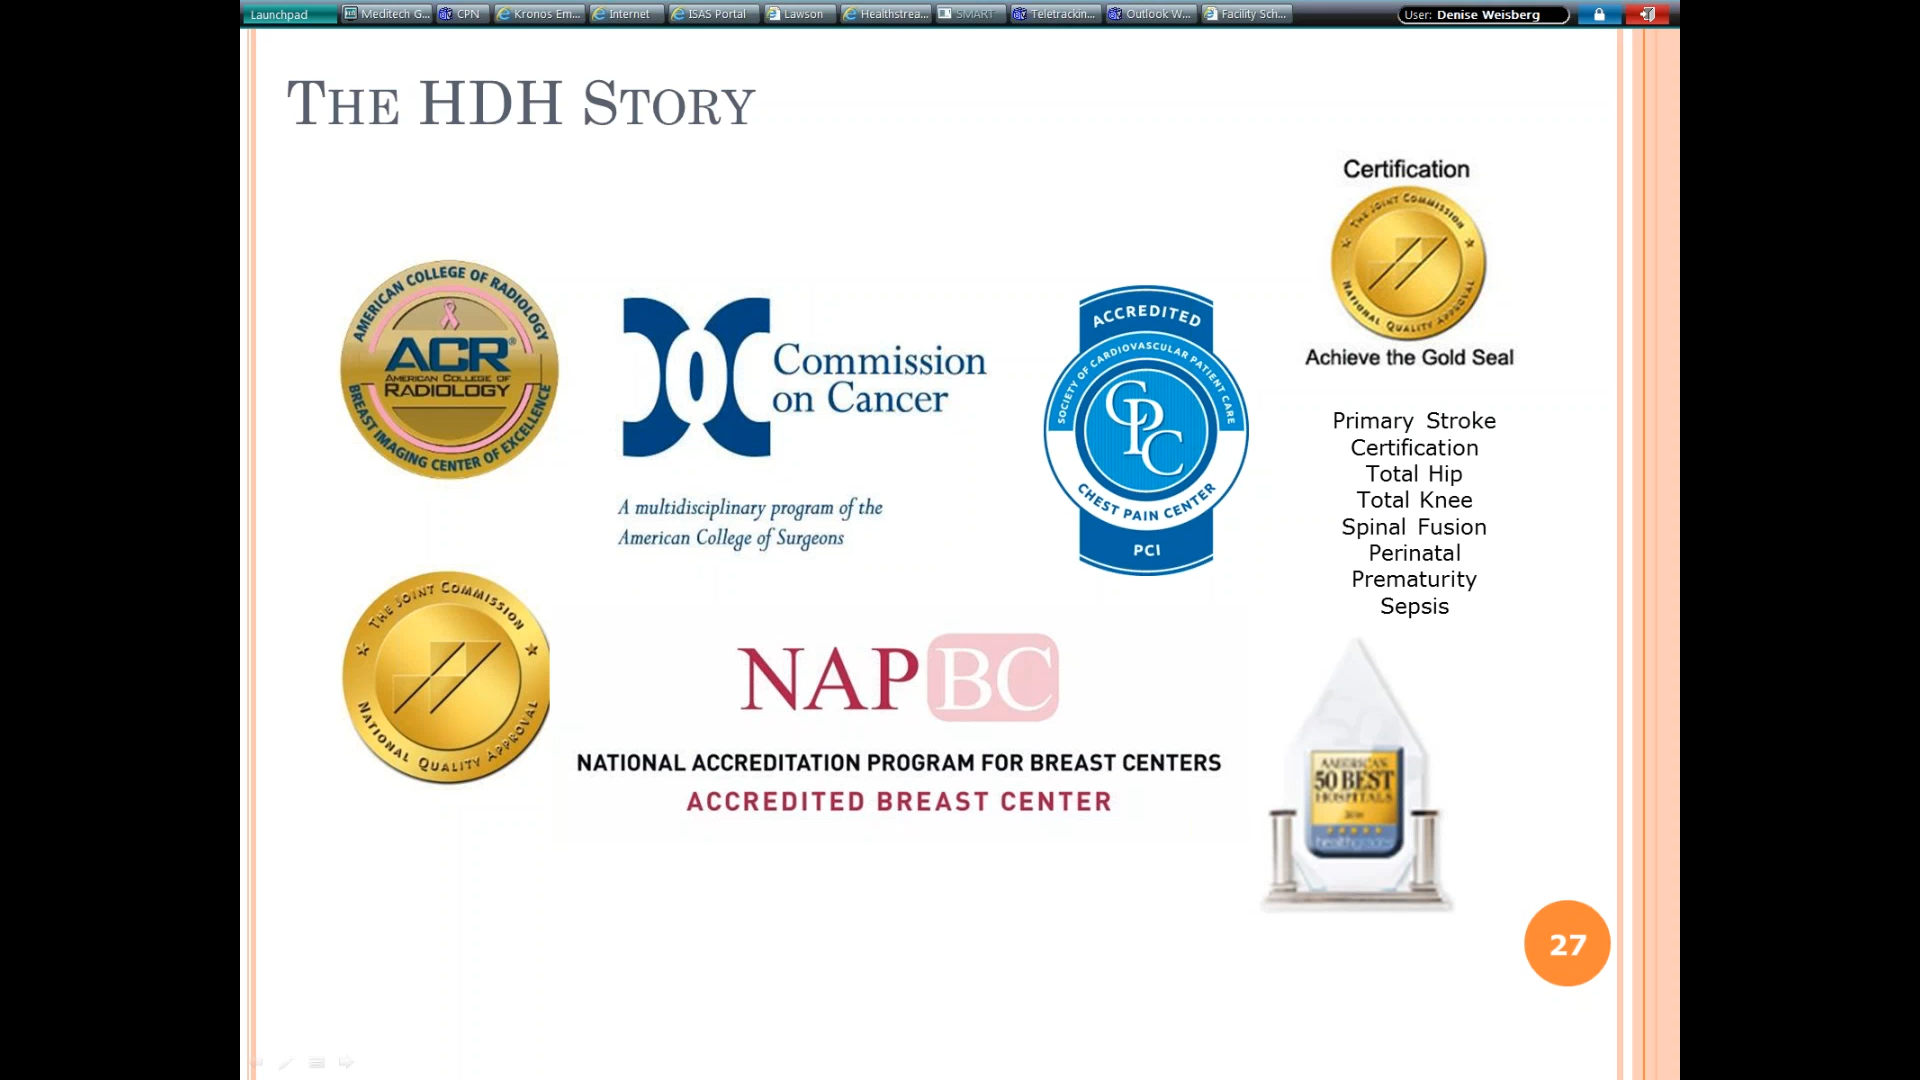 Launchpad
Meditech G...
CPN
Kronos Em...
Internet
ISAS Portal
Lawson
Healthstrea...
SMART
Teletrackin...
Outlook W...
Facility Sch...
User: Denise Weisberg
THE HDH STORY
Certification
THE JOINT COMMISSION
NATIONAL QUALITY APPROVAL
Achieve the Gold Seal
AMERICAN COLLEGE OF RADIOLOGY
ACR®
AMERICAN COLLEGE OF
RADIOLOGY
BREAST IMAGING CENTER OF EXCELLENCE
Commission
on Cancer
A multidisciplinary program of the
American College of Surgeons
ACCREDITED
SOCIETY OF CARDIOVASCULAR PATIENT CARE
CPC
CHEST PAIN CENTER
PCI
Primary Stroke
Certification
Total Hip
Total Knee
Spinal Fusion
Perinatal
Prematurity
Sepsis
THE JOINT COMMISSION
NATIONAL QUALITY APPROVAL
NAPBC
NATIONAL ACCREDITATION PROGRAM FOR BREAST CENTERS
ACCREDITED BREAST CENTER
AMERICA'S
50 BEST
HOSPITALS
healthgrades
27